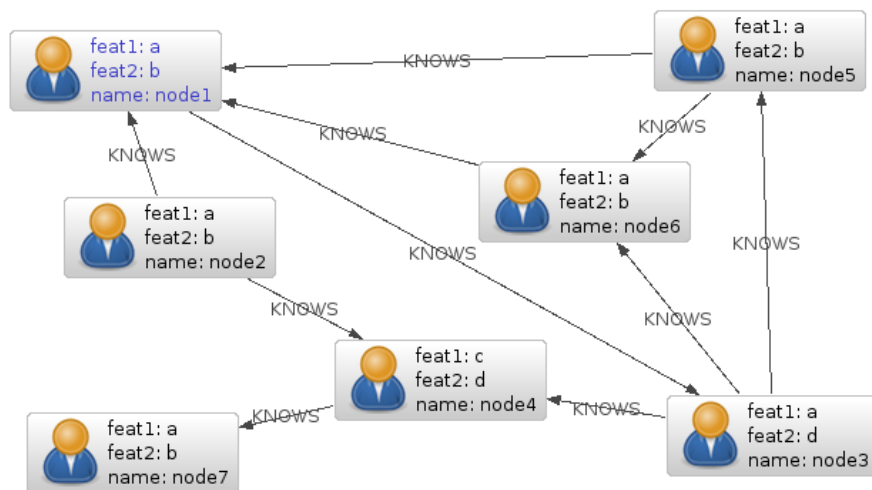 feat1: a
feat2: b
name: node1
KNOWS
feat1: a
feat2: b
name: node5
KNOWS
KNOWS
KNOWS
feat1: a
feat2: b
name: node6
feat1: a
feat2: b
name: node2
KNOWS
KNOWS
KNOWS
KNOWS
feat1: c
feat2: d
name: node4
KNOWS
KNOWS
feat1: a
feat2: d
name: node3
feat1: a
feat2: b
name: node7